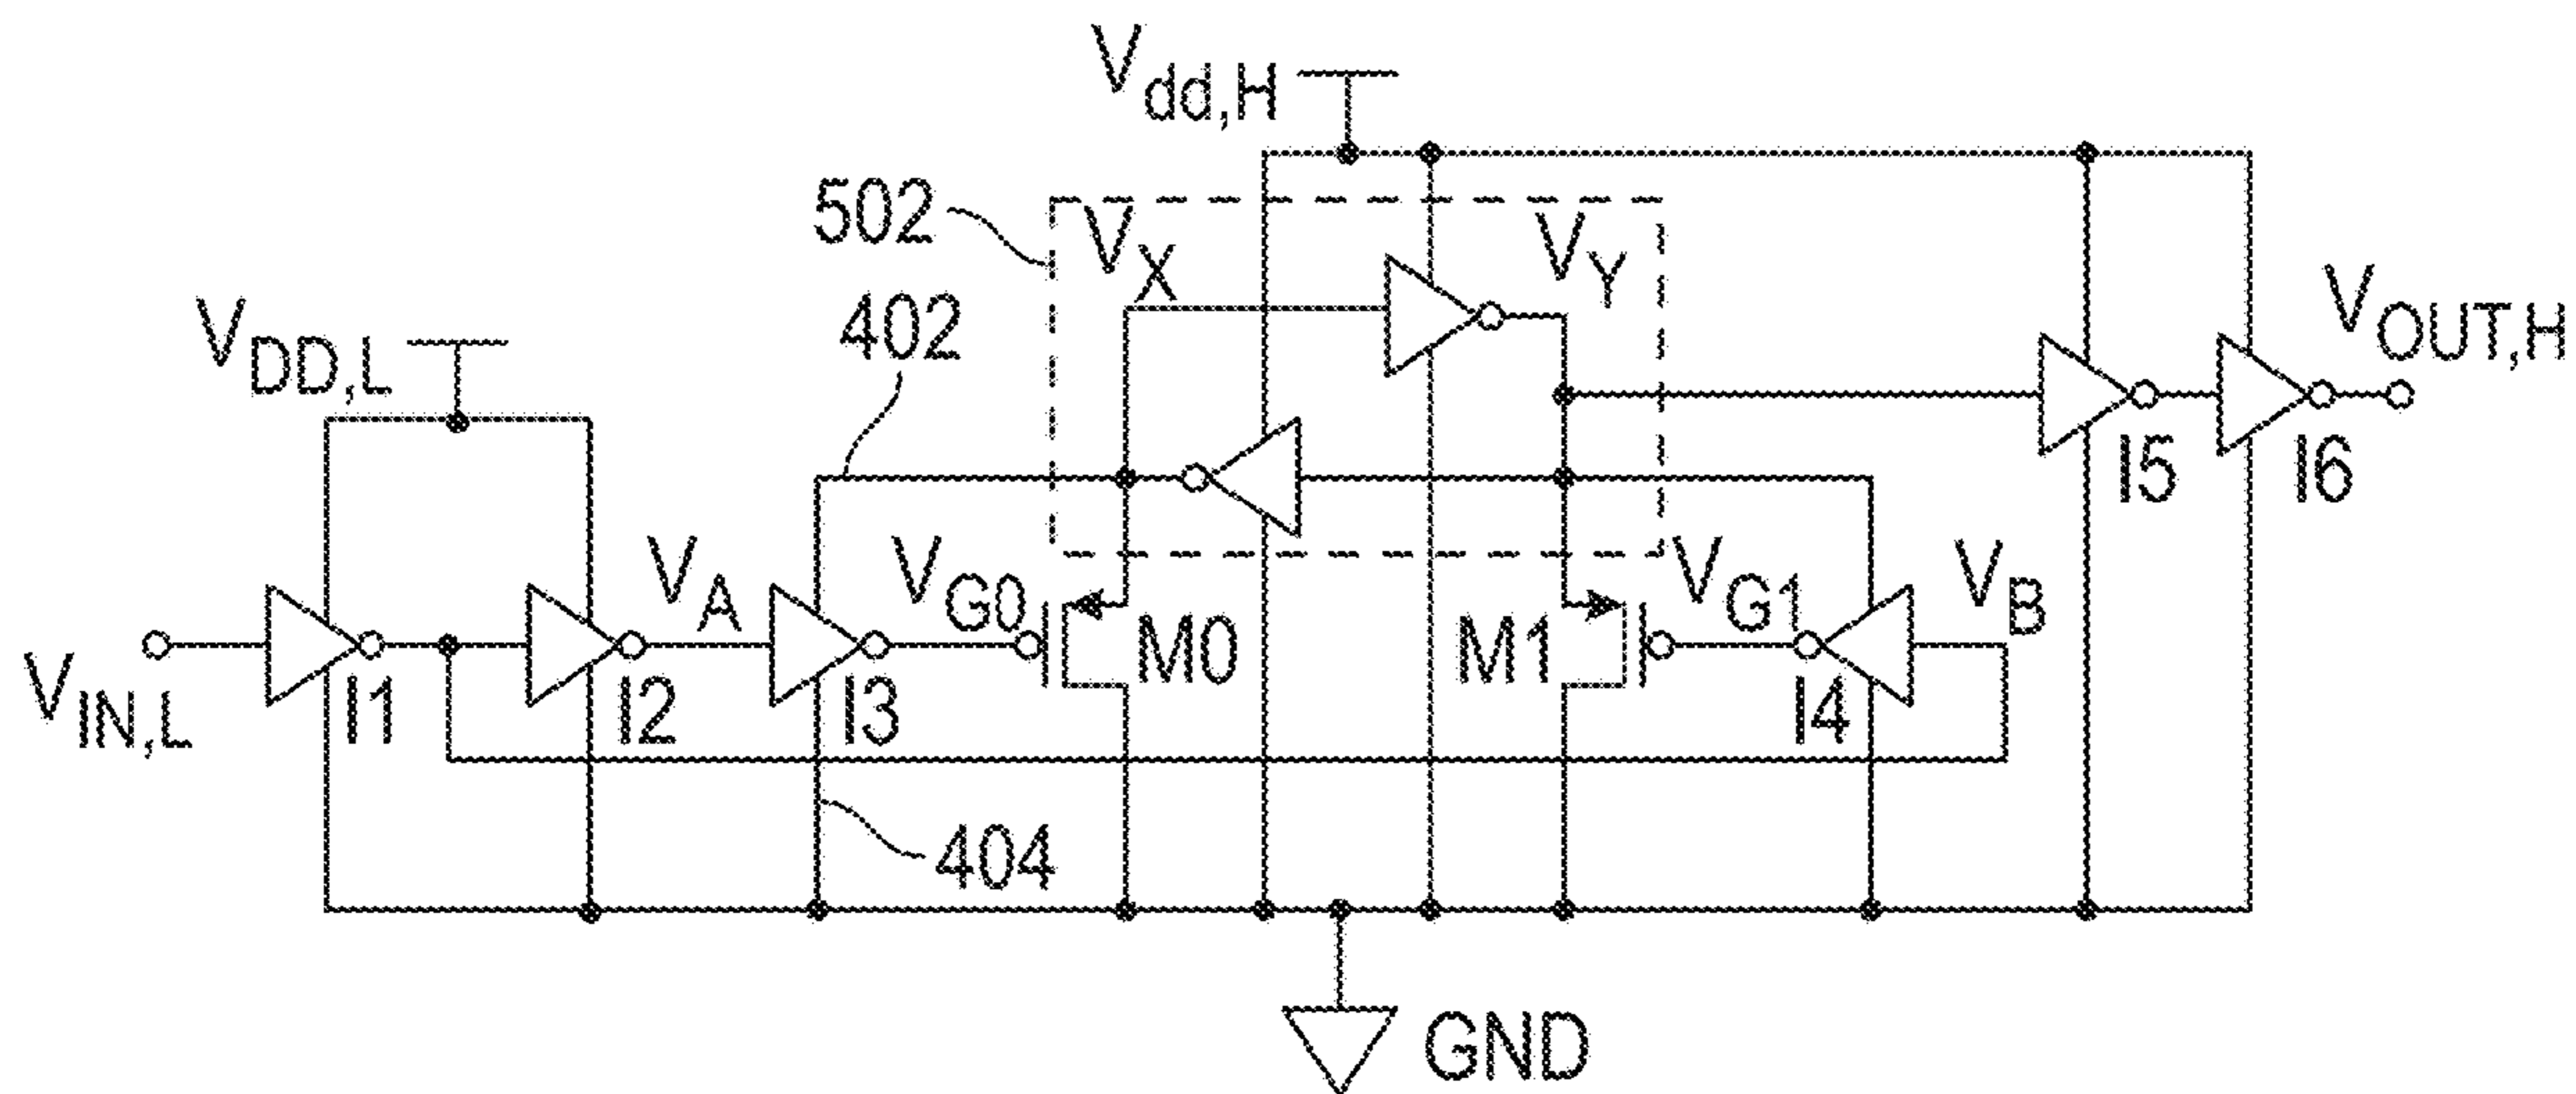 Vdd,H
502
VX
VY
402
VDD,L
VOUT,H
I5
I6
VA
VG0
VG1
VB
M0
M1
VIN,L
I1
I2
I3
I4
404
GND